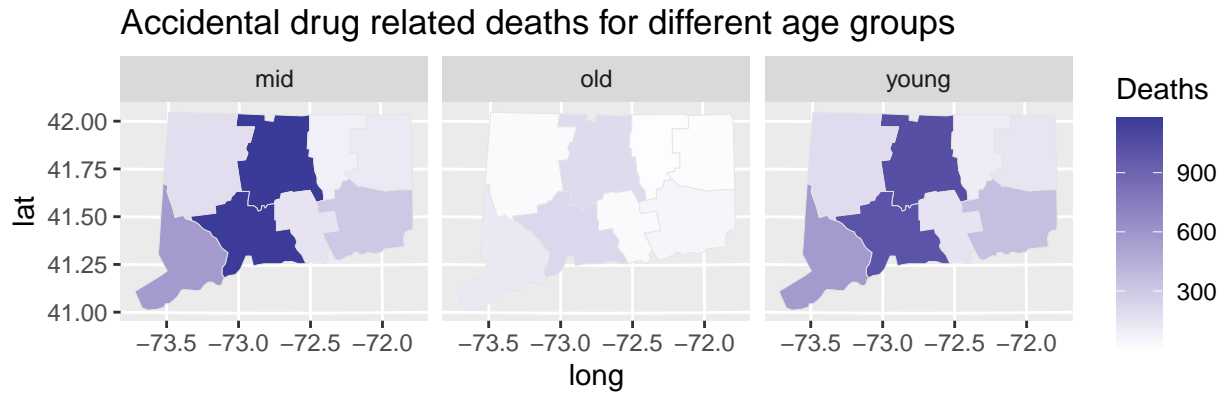 Accidental drug related deaths for different age groups
mid old young
Deaths
42.00
41.75
41.50
41.25
41.00
lat
900
600
300
−73.5 −73.0 −72.5 −72.0 −73.5 −73.0 −72.5 −72.0 −73.5 −73.0 −72.5 −72.0
long